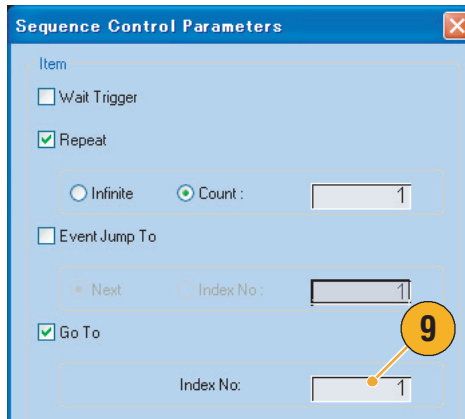 Sequence Control Parameters
Item
Wait Trigger
Repeat
Infinite Count : 1
Event Jump To
Next Index No : 1
Go To
9
Index No: 1